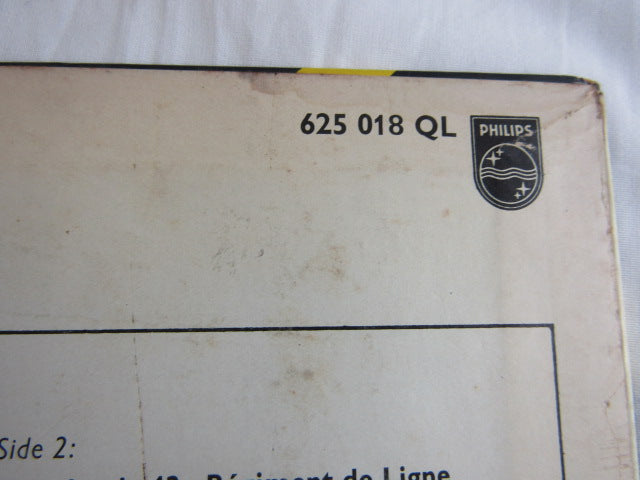 625 018 QL
PHILIPS
Side 2:
Régiment de Ligne